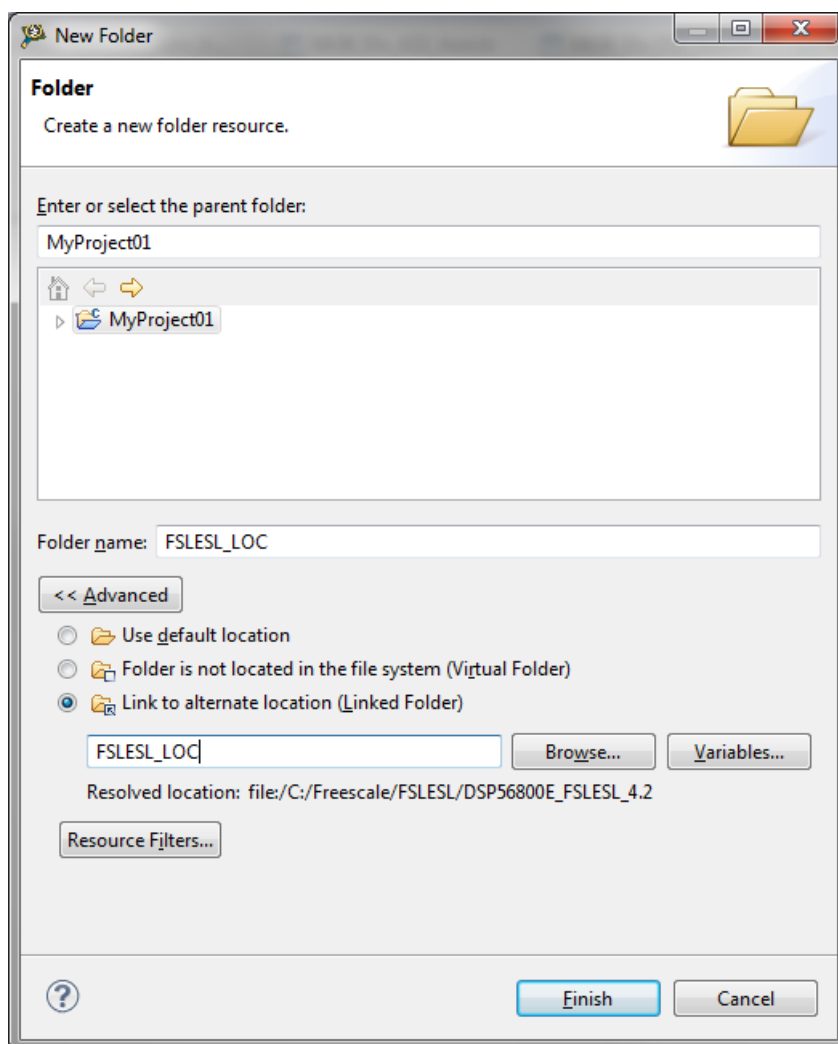 New Folder
Folder
Create a new folder resource.
Enter or select the parent folder:
MyProject01
MyProject01
Folder name: FSLESL_LOC
<< Advanced
Use default location
Folder is not located in the file system (Virtual Folder)
Link to alternate location (Linked Folder)
FSLESL_LOC Browse... Variables...
Resolved location: file:/C:/Freescale/FSLESL/DSP56800E_FSLESL_4.2
Resource Filters...
? Finish Cancel